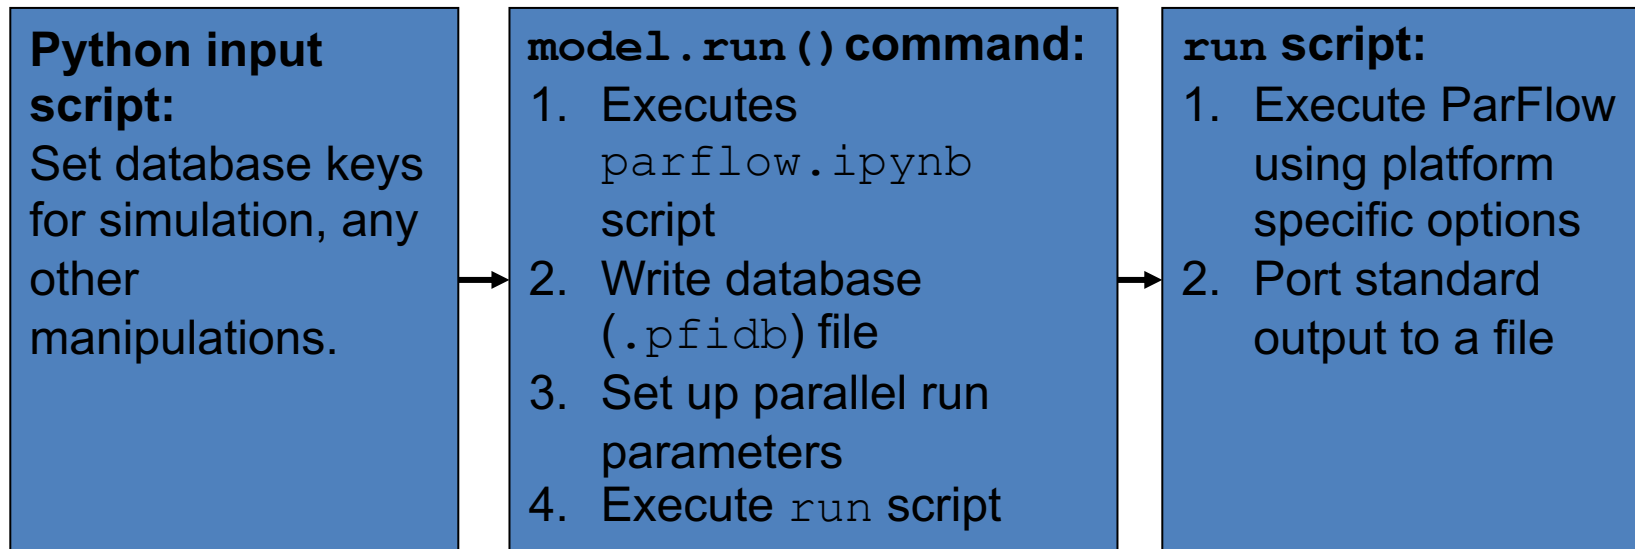 Python input
script:
Set database keys
for simulation, any
other
manipulations.
model.run() command:
1. Executes
parflow.ipynb
script
2. Write database
(.pfidb) file
3. Set up parallel run
parameters
4. Execute run script
run script:
1. Execute ParFlow
using platform
specific options
2. Port standard
output to a file